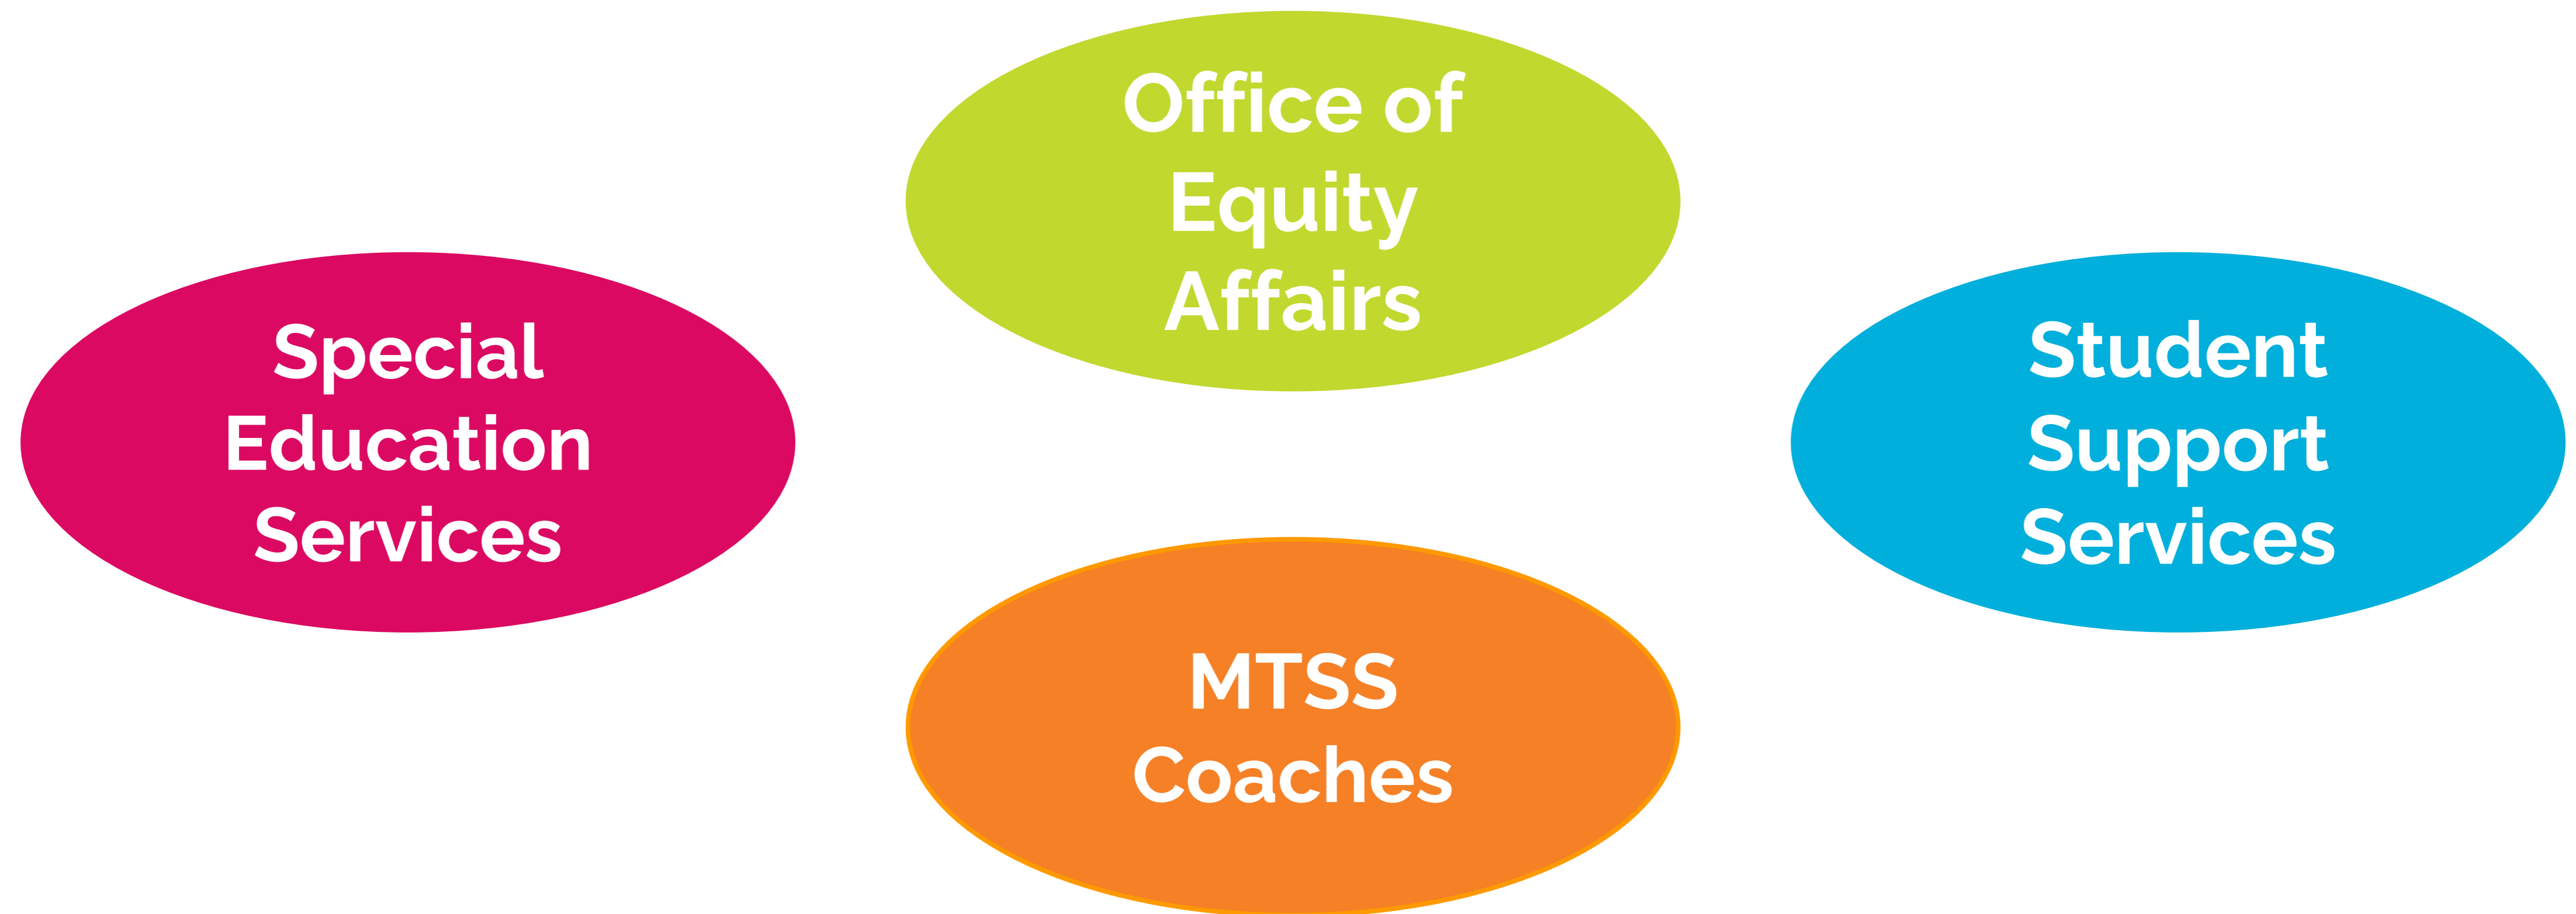 Office of
Equity
Affairs
Special
Education
Services
Student
Support
Services
MTSS
Coaches